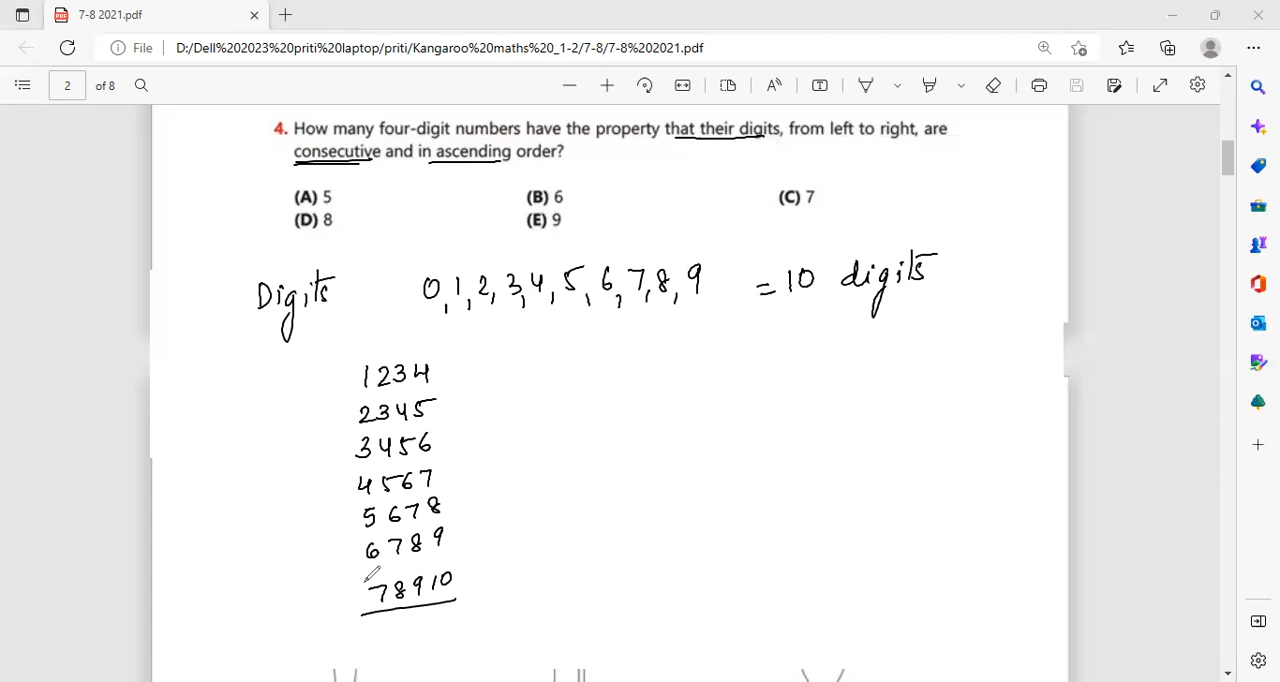 7-8 2021.pdf
File D:/Dell%202023%20priti%20laptop/priti/Kangaroo%20maths%20_1-2/7-8/7-8%202021.pdf
2 of 8
4. How many four-digit numbers have the property that their digits, from left to right, are
consecutive and in ascending order?
(A) 5 (B) 6 (C) 7
(D) 8 (E) 9
Digits 0,1,2,3,4,5,6,7,8,9 = 10 digits
1234
2345
3456
4567
5678
6789
78910